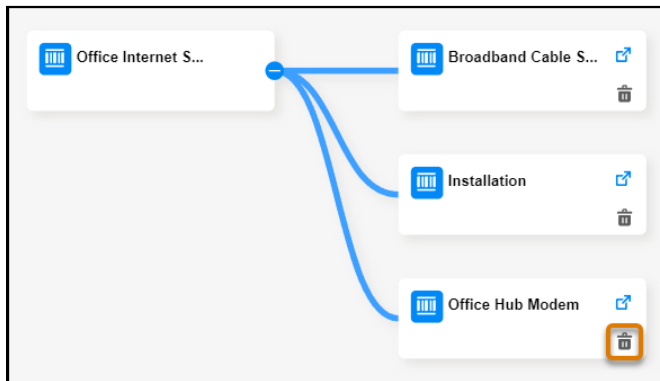 Office Internet S...
Broadband Cable S...
Installation
Office Hub Modem